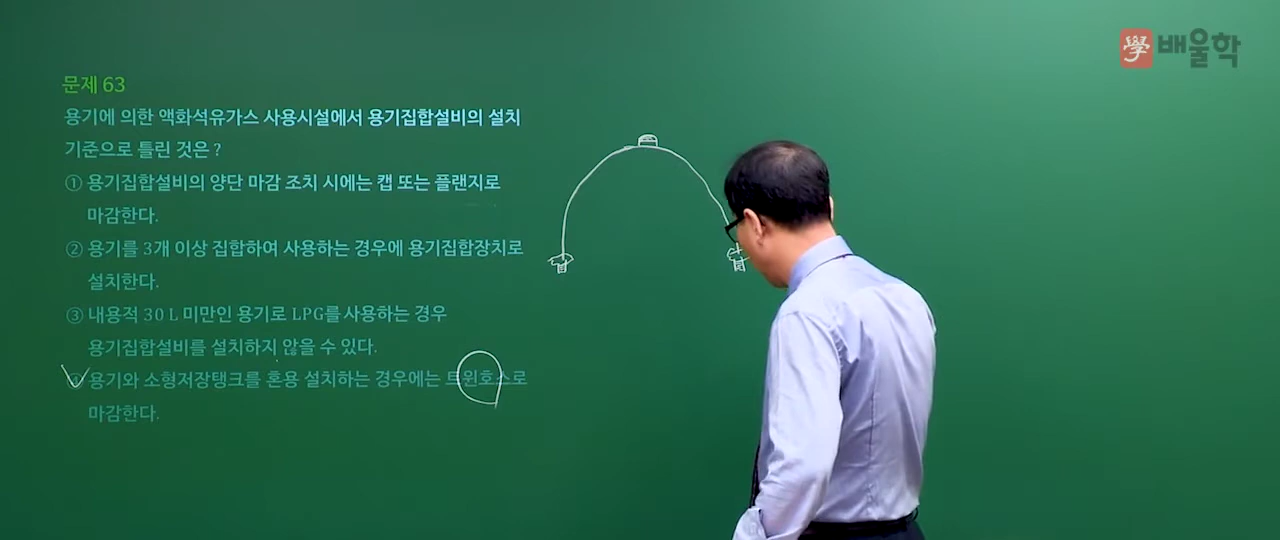 學 배울학
문제 63
용기에 의한 액화석유가스 사용시설에서 용기집합설비의 설치
기준으로 틀린 것은?
① 용기집합설비의 양단 마감 조치 시에는 캡 또는 플랜지로
마감한다.
② 용기를 3개 이상 집합하여 사용하는 경우에 용기집합장치로
설치한다.
③ 내용적 30 L 미만인 용기로 LPG를 사용하는 경우
용기집합설비를 설치하지 않을 수 있다.
④ 용기와 소형저장탱크를 혼용 설치하는 경우에는 트윈호스로
마감한다.